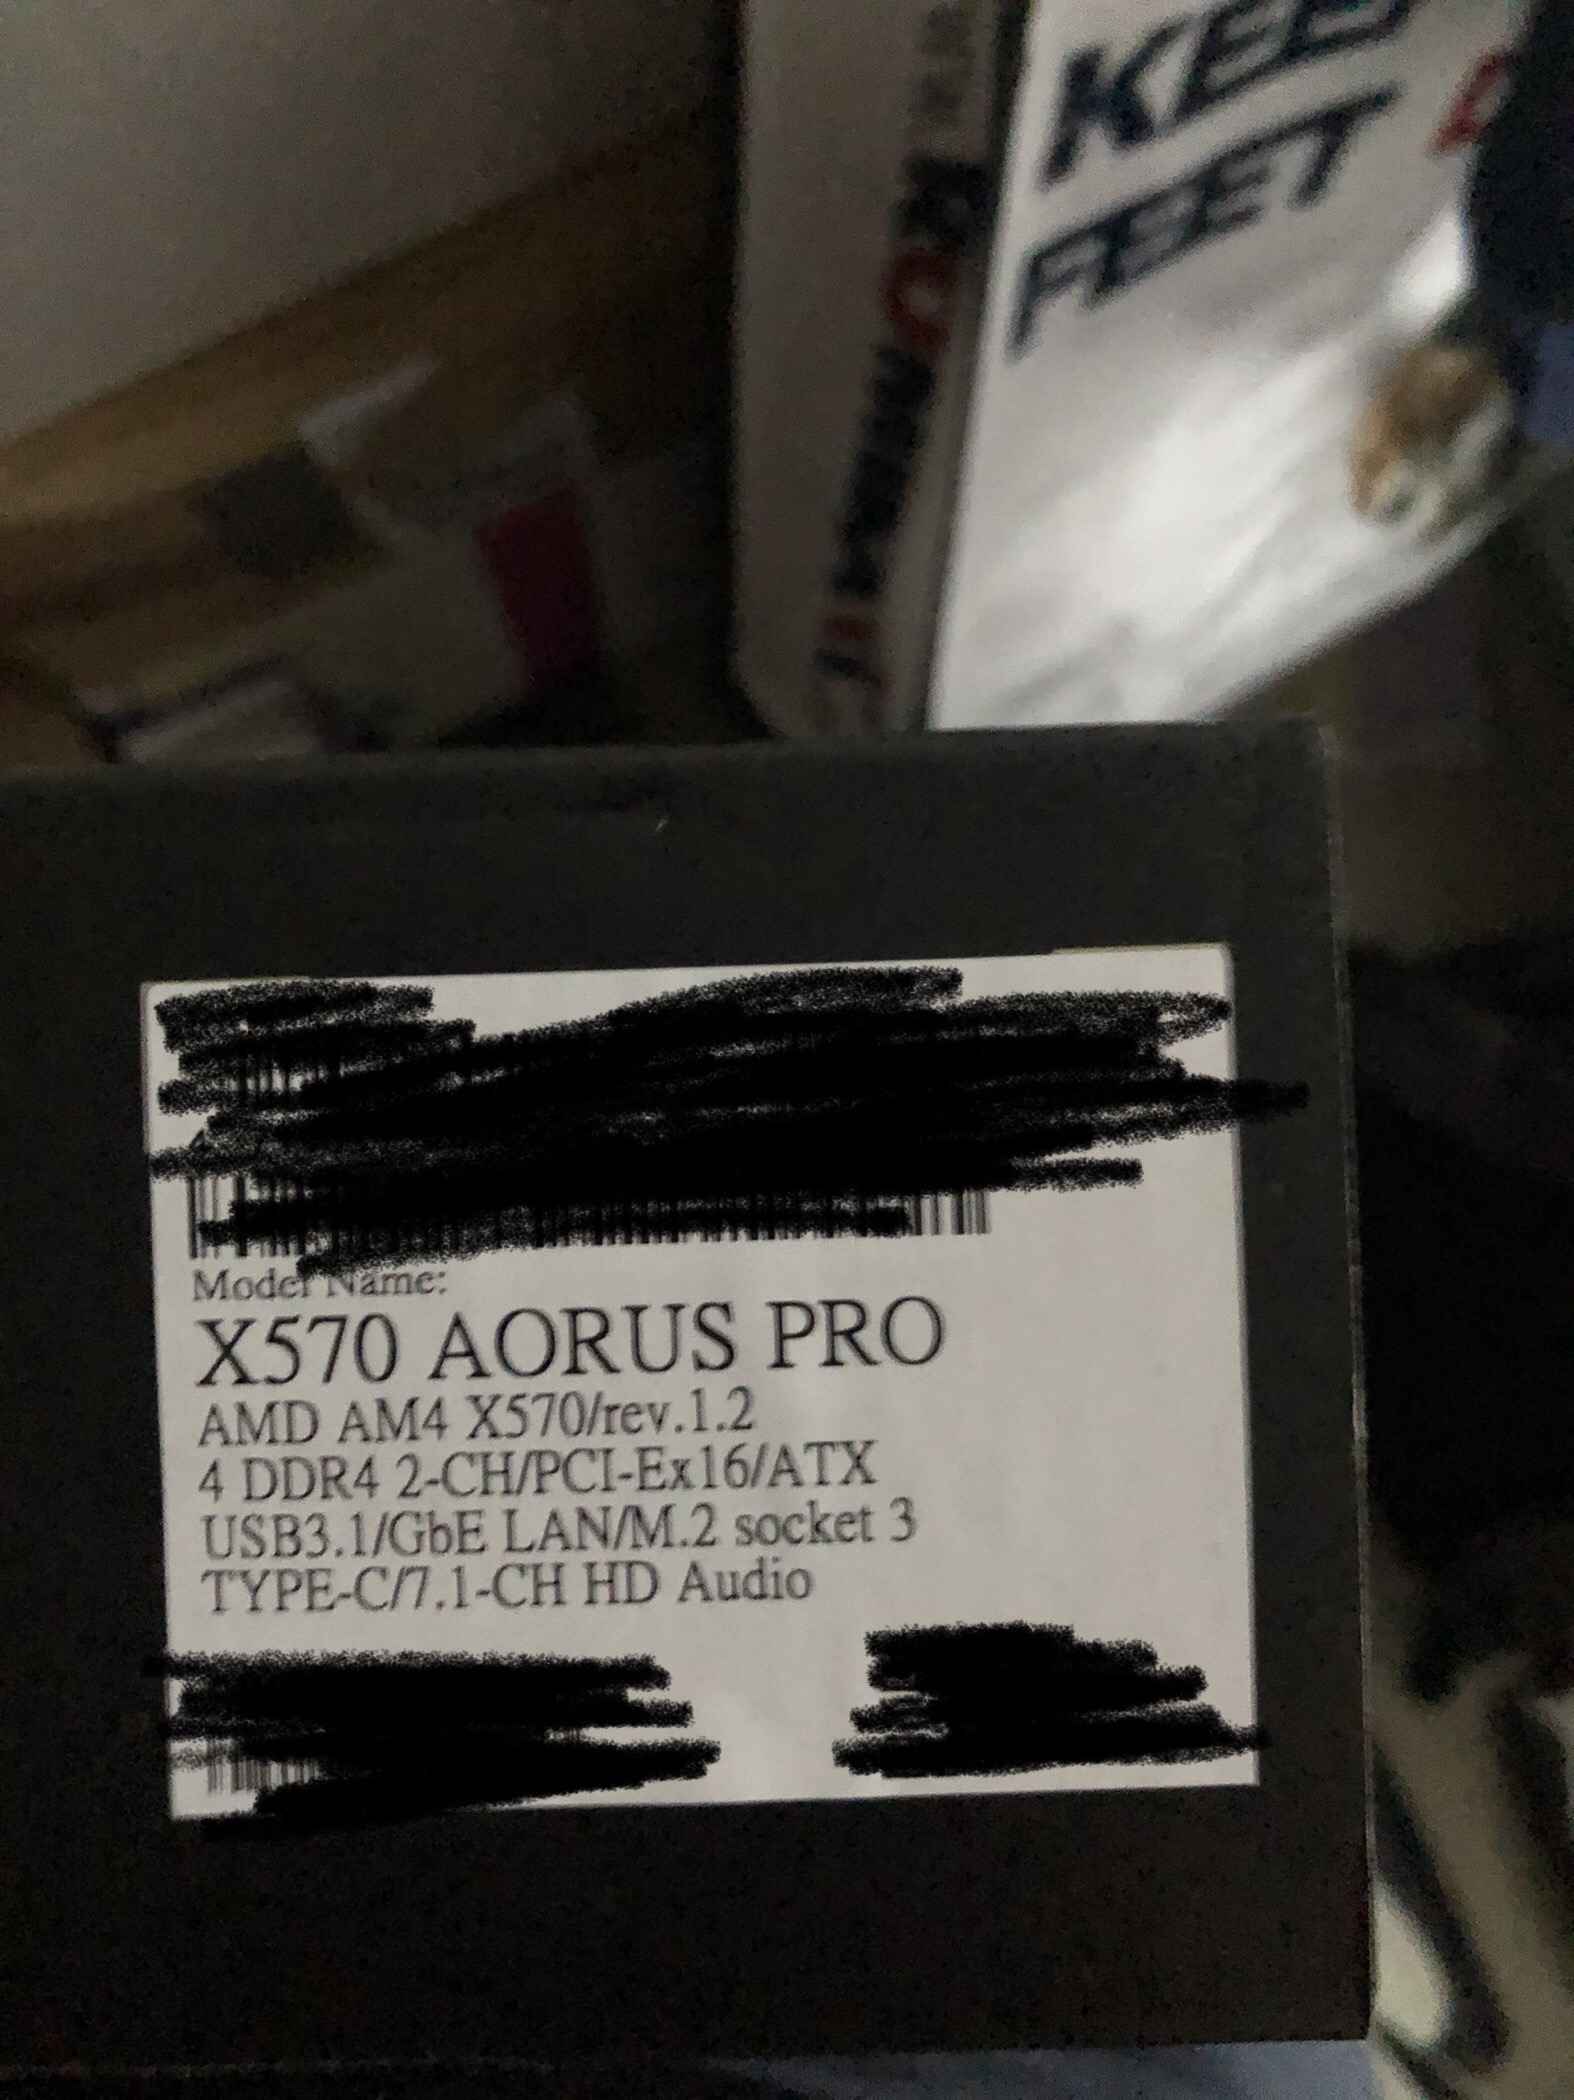 KEE
FEET
Model Name:
X570 AORUS PRO
AMD AM4 X570/rev.1.2
4 DDR4 2-CH/PCI-Ex16/ATX
USB3.1/GbE LAN/M.2 socket 3
TYPE-C/7.1-CH HD Audio